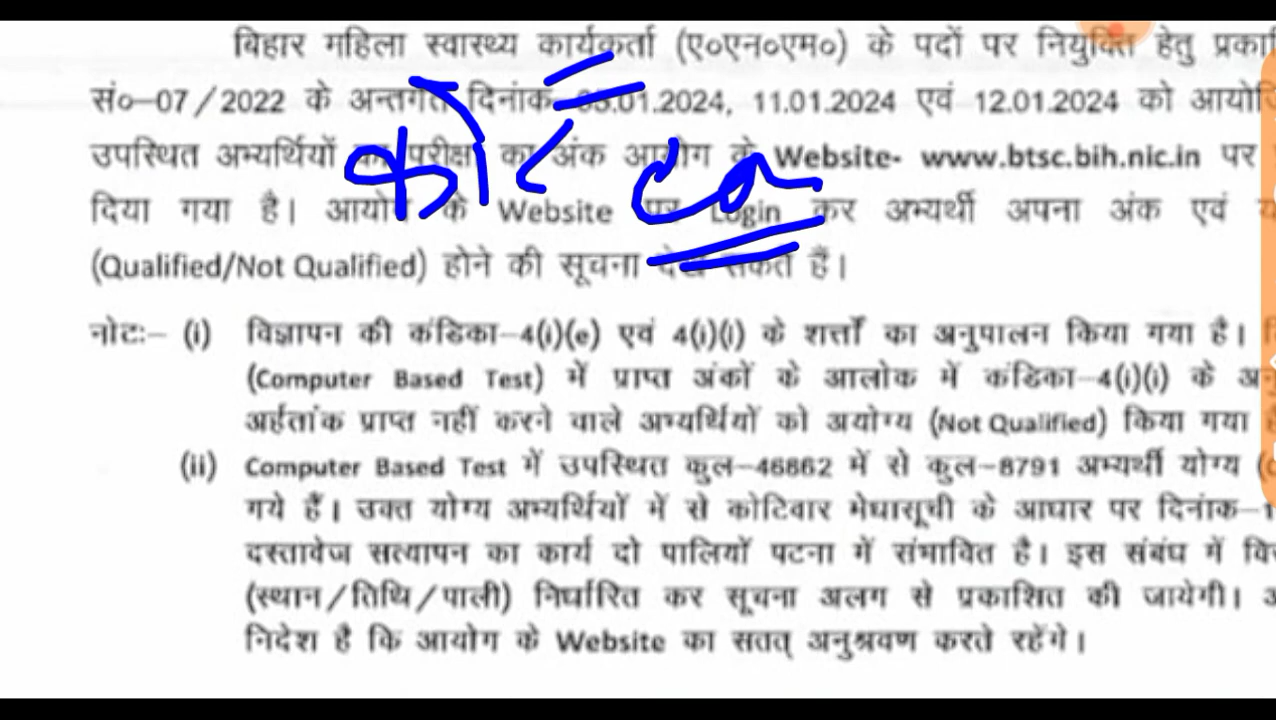 बिहार महिला स्वास्थ्य कार्यकर्ता (ए०एन०एम०) के पदों पर नियुक्ति हेतु
सं०–07/2022 के अन्तर्गत दिनांक 11.01.2024 एवं 12.01.2024 को
उपस्थित अभ्यर्थियों का परीक्षा का अंक आयोग के Website- www.btsc.bih.nic.in पर
दिया गया है। आयोग के Website पर Login कर अभ्यर्थी अपना अंक एवं
(Qualified/Not Qualified) होने की सूचना देख सकते हैं।
नोटः– (i) विज्ञापन की कंडिका–4(i)(e) एवं 4(i)(i) के शर्त्तों का अनुपालन किया गया है।
(Computer Based Test) में प्राप्त अंकों के आलोक में कंडिका–4(i)(i) के
अर्हतांक प्राप्त नहीं करने वाले अभ्यर्थियों को अयोग्य (Not Qualified) किया गया
(ii) Computer Based Test में उपस्थित कुल–46862 में से कुल–8791 अभ्यर्थी योग्य
गये हैं। उक्त योग्य अभ्यर्थियों में से कोटिवार मेधासूची के आधार पर दिनांक–1
दस्तावेज सत्यापन का कार्य दो पालियों पटना में संभावित है। इस संबंध में
(स्थान/तिथि/पाली) निर्धारित कर सूचना अलग से प्रकाशित की जायेगी।
निदेश है कि आयोग के Website का सतत् अनुश्रवण करते रहेंगे।